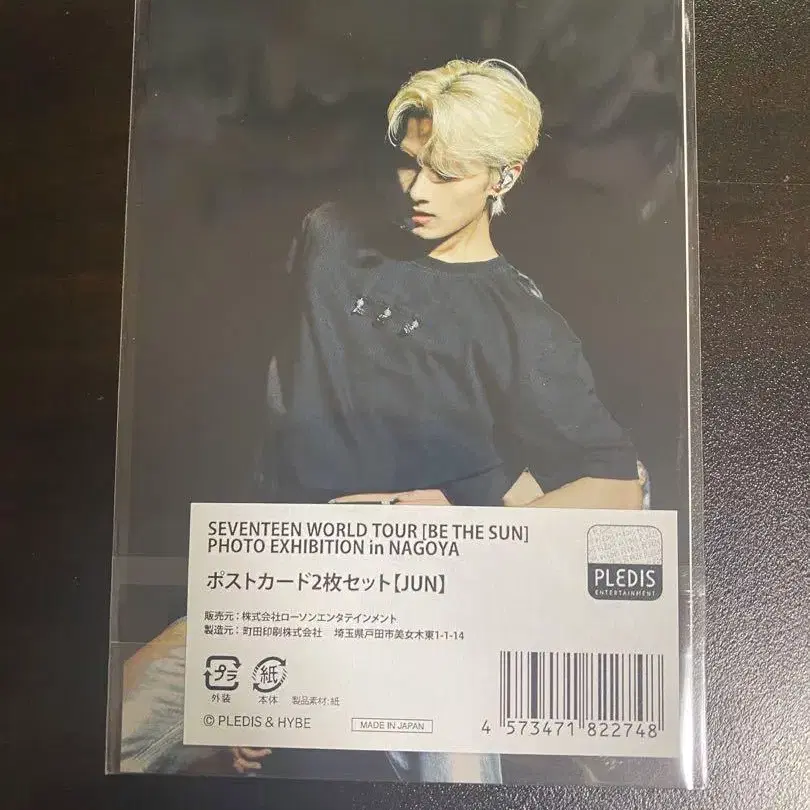 SEVENTEEN WORLD TOUR [BE THE SUN]
PHOTO EXHIBITION in NAGOYA
ポストカード2枚セット【JUN】
PLEDIS
ENTERTAINMENT
販売元：株式会社ローソンエンタテインメント
製造元：町田印刷株式会社　埼玉県戸田市美女木東1-1-14
プラ
外装
紙
本体
製品素材:紙
© PLEDIS & HYBE
MADE IN JAPAN
4 573471 822748